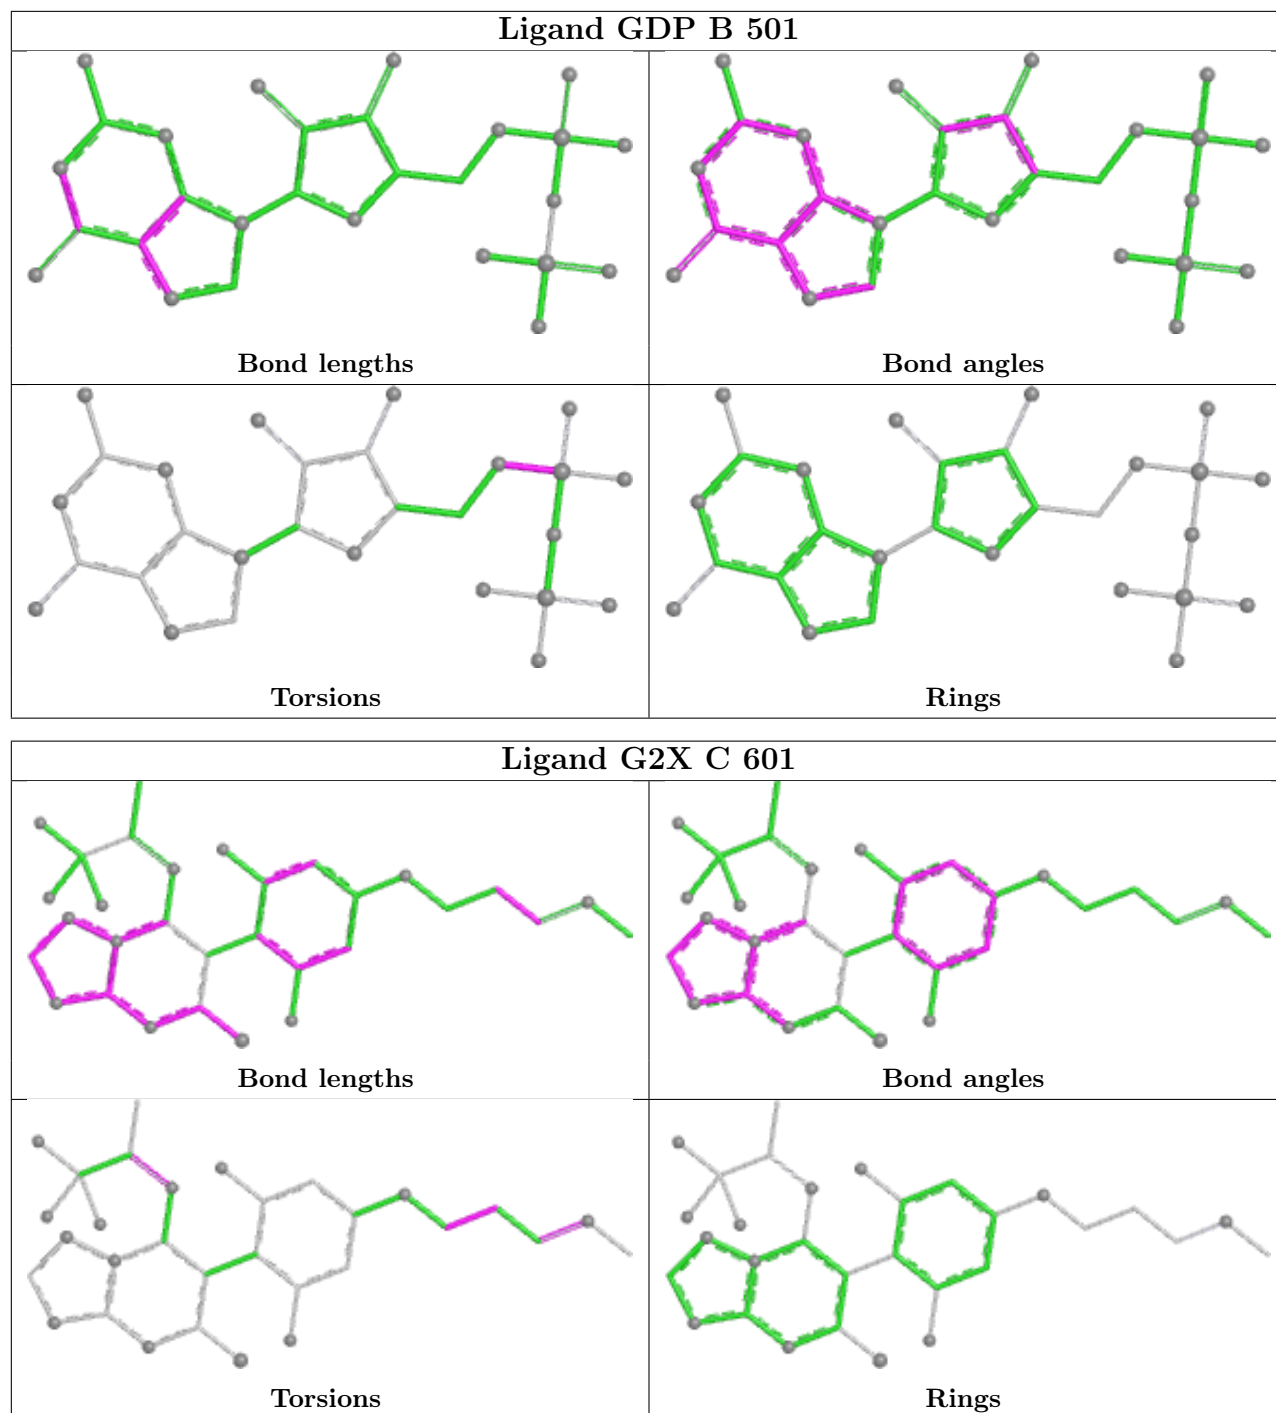 Ligand GDP B 501
Bond lengths
Bond angles
Torsions
Rings
Ligand G2X C 601
Bond lengths
Bond angles
Torsions
Rings